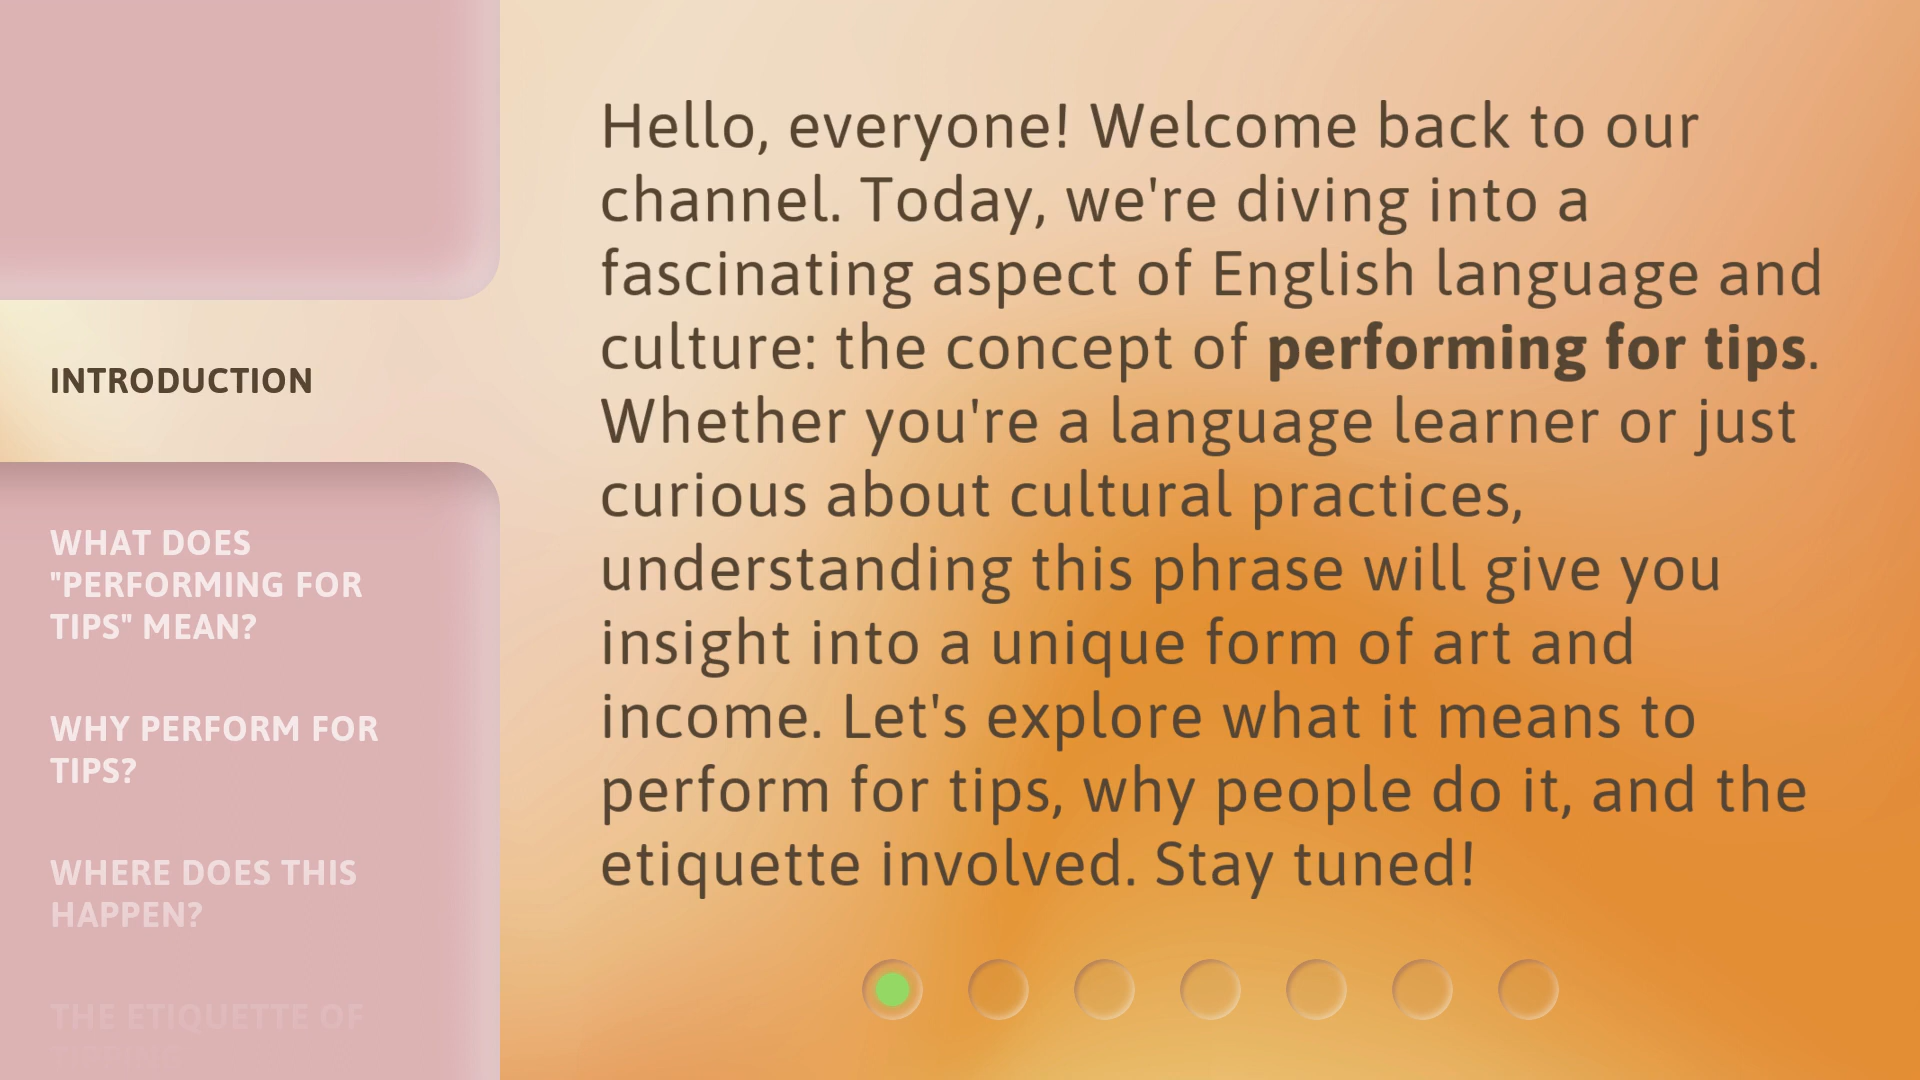 INTRODUCTION
WHAT DOES
"PERFORMING FOR
TIPS" MEAN?
WHY PERFORM FOR
TIPS?
WHERE DOES THIS
HAPPEN?
THE ETIQUETTE OF
TIPPING
Hello, everyone! Welcome back to our
channel. Today, we're diving into a
fascinating aspect of English language and
culture: the concept of performing for tips.
Whether you're a language learner or just
curious about cultural practices,
understanding this phrase will give you
insight into a unique form of art and
income. Let's explore what it means to
perform for tips, why people do it, and the
etiquette involved. Stay tuned!